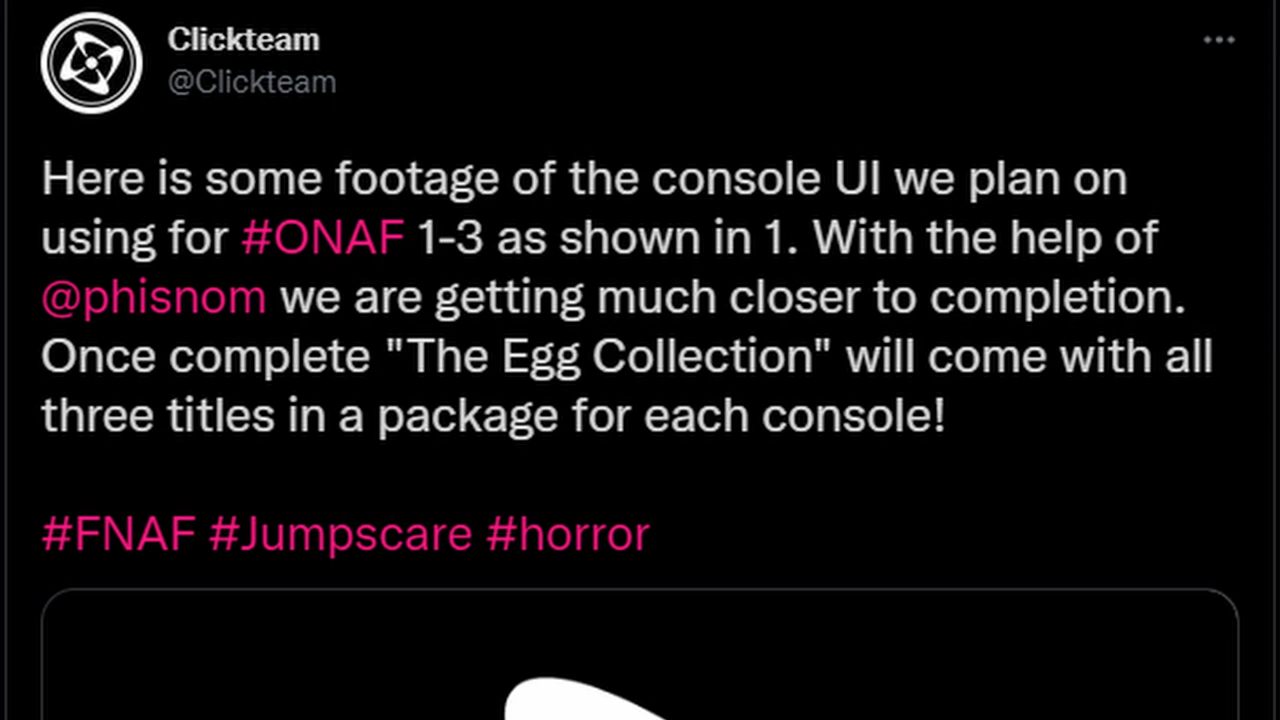 Clickteam
@Clickteam
Here is some footage of the console UI we plan on
using for #ONAF 1-3 as shown in 1. With the help of
@phisnom we are getting much closer to completion.
Once complete "The Egg Collection" will come with all
three titles in a package for each console!
#FNAF #Jumpscare #horror